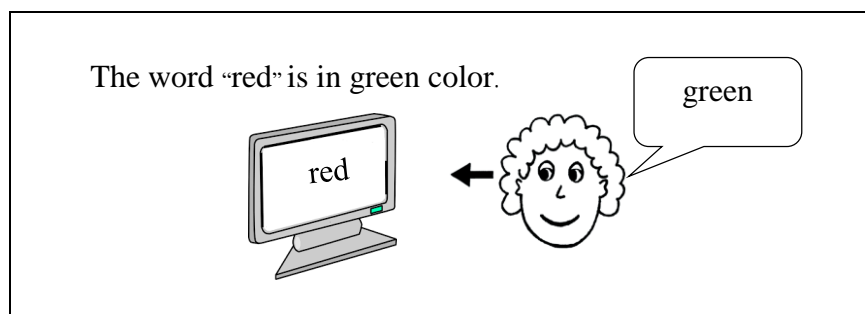 The word “red” is in green color.
green
red